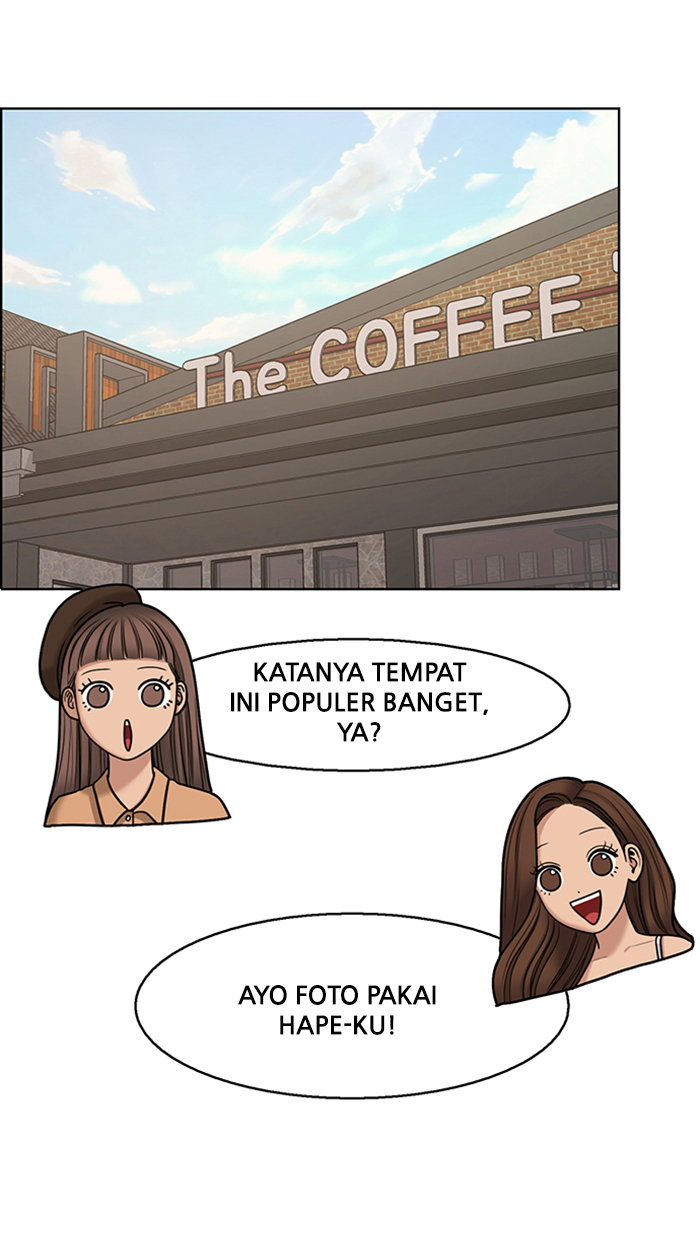 The COFFEE
KATANYA TEMPAT
INI POPULER BANGET,
YA?
AYO FOTO PAKAI
HAPE-KU!